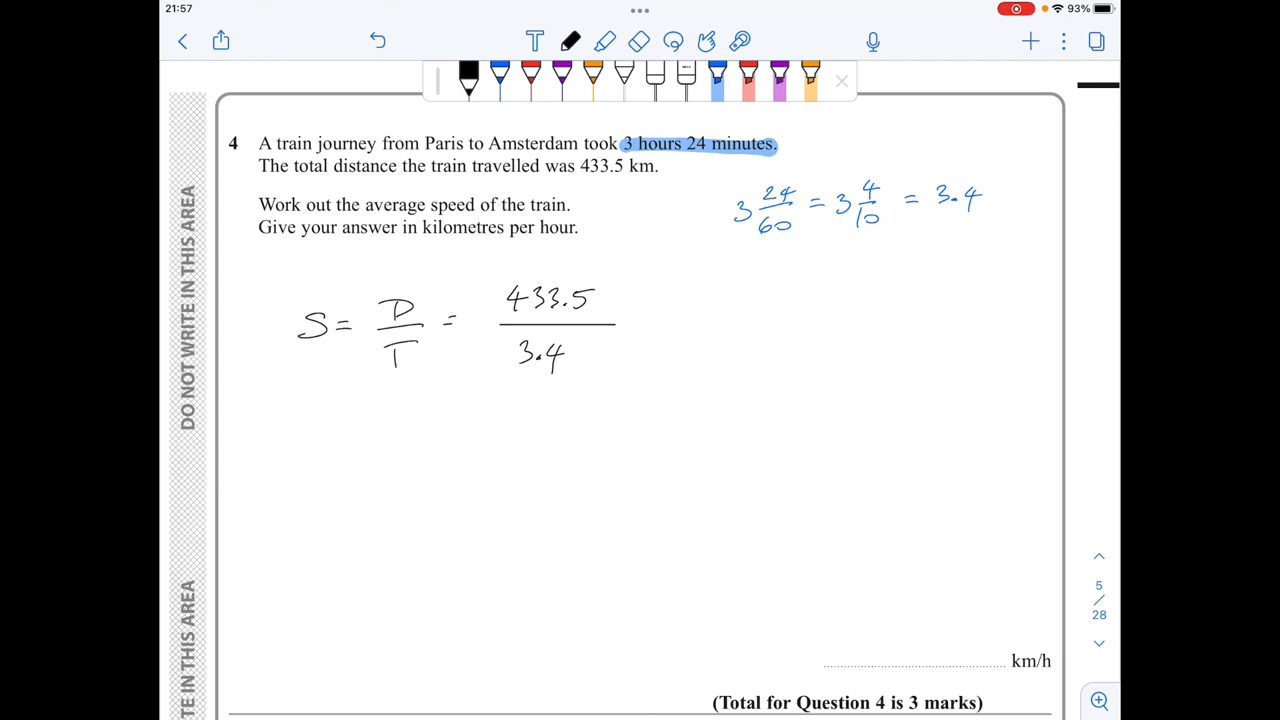 21:57
93%
4 A train journey from Paris to Amsterdam took 3 hours 24 minutes.
The total distance the train travelled was 433.5 km.
3 24/60 = 3 4/10 = 3.4
Work out the average speed of the train.
Give your answer in kilometres per hour.
S = D/T = 433.5/3.4
DO NOT WRITE IN THIS AREA
5
/
28
TE IN THIS AREA
km/h
(Total for Question 4 is 3 marks)